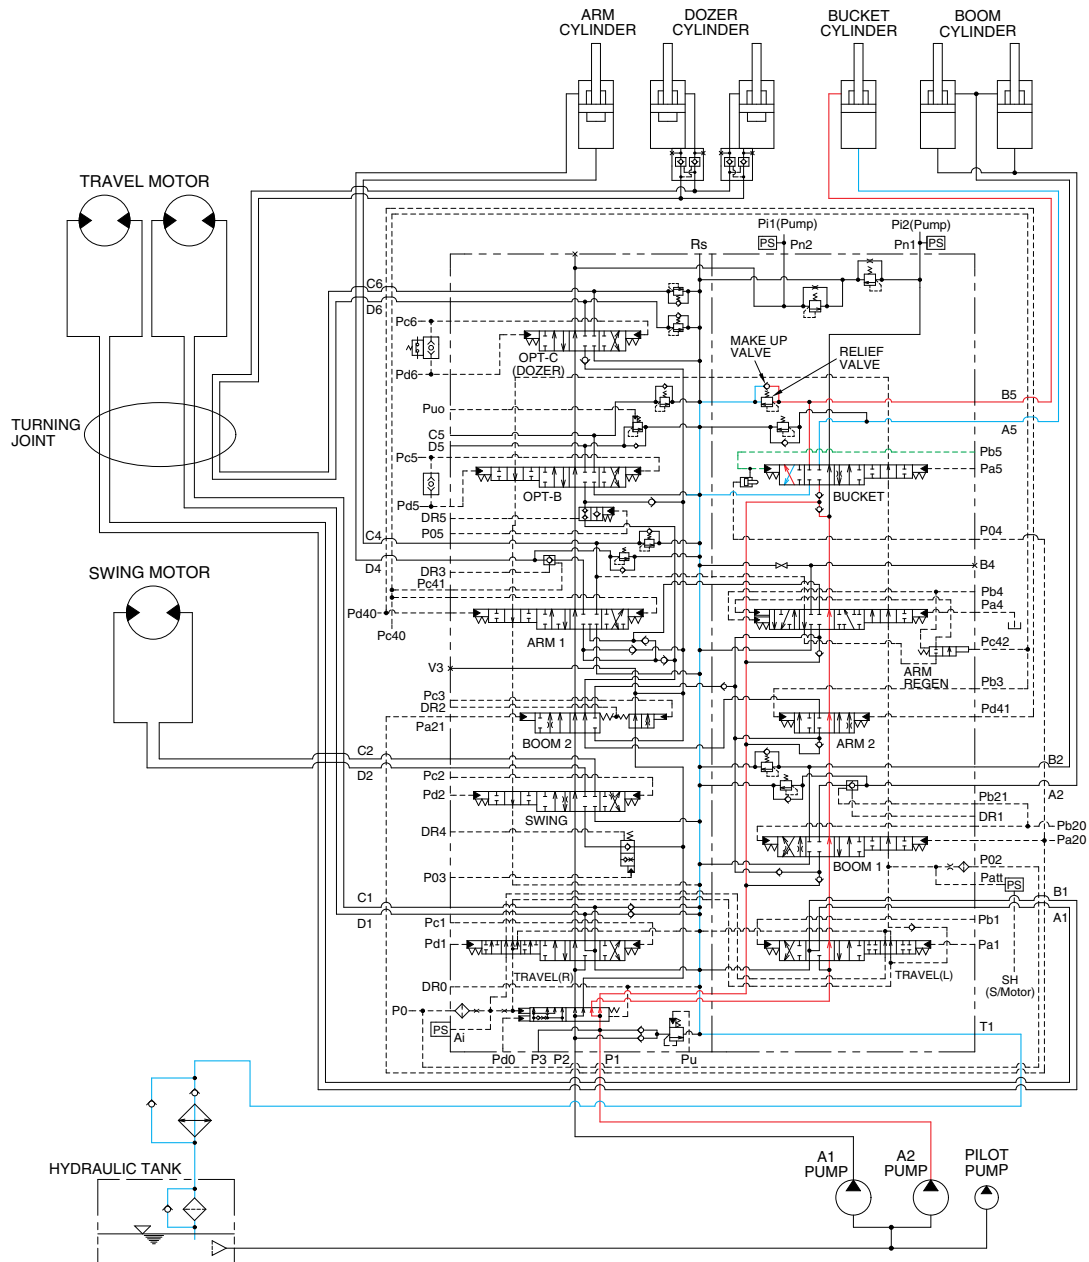 ARM
CYLINDER
DOZER
CYLINDER
BUCKET
CYLINDER
BOOM
CYLINDER
TRAVEL MOTOR
TURNING
JOINT
SWING MOTOR
Pi1(Pump)
PS
Pn2
Pi2(Pump)
Pn1
PS
Rs
C6
D6
Pc6
Pd6
OPT-C
(DOZER)
MAKE UP
VALVE
RELIEF
VALVE
B5
A5
Puo
C5
D5
Pc5
Pd5
OPT-B
DR5
P05
Pb5
Pa5
BUCKET
P04
C4
D4
DR3
Pc41
Pd40
Pc40
ARM 1
B4
Pb4
Pa4
Pc42
ARM
REGEN
V3
Pc3
DR2
Pa21
BOOM 2
Pb3
Pd41
ARM 2
C2
D2
Pc2
Pd2
SWING
B2
A2
Pb21
DR1
Pb20
Pa20
BOOM 1
DR4
P03
P02
Patt
PS
C1
D1
Pc1
Pd1
TRAVEL(R)
B1
A1
Pb1
Pa1
TRAVEL(L)
SH
(S/Motor)
DR0
P0
PS
Ai
Pd0
P3
P2
P1
Pu
T1
HYDRAULIC TANK
A1
PUMP
A2
PUMP
PILOT
PUMP